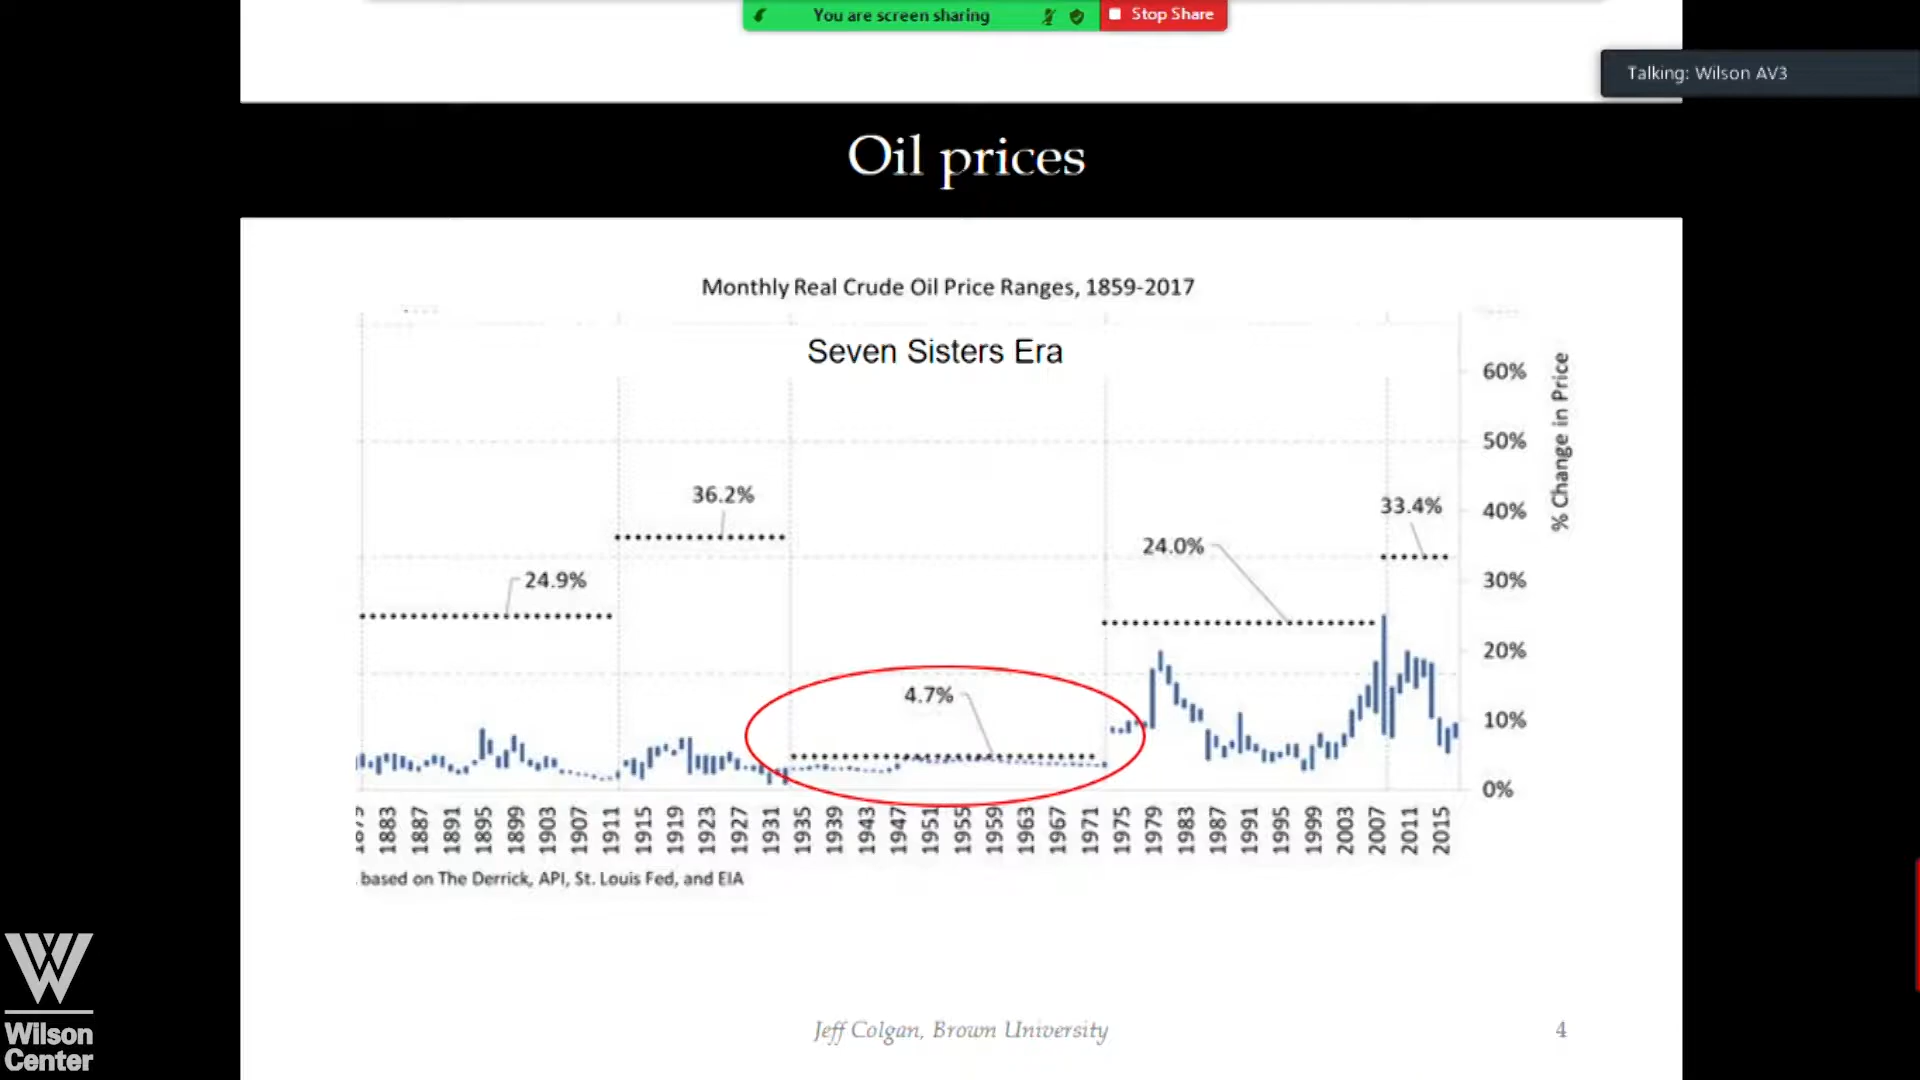 You are screen sharing
Stop Share
Talking: Wilson AV3
Oil prices
Monthly Real Crude Oil Price Ranges, 1859-2017
Seven Sisters Era
60%
50%
40%
30%
20%
10%
0%
% Change in Price
24.9%
36.2%
4.7%
24.0%
33.4%
1883 1887 1891 1895 1899 1903 1907 1911 1915 1919 1923 1927 1931 1935 1939 1943 1947 1951 1955 1959 1963 1967 1971 1975 1979 1983 1987 1991 1995 1999 2003 2007 2011 2015
based on The Derrick, API, St. Louis Fed, and EIA
Jeff Colgan, Brown University
4
Wilson
Center